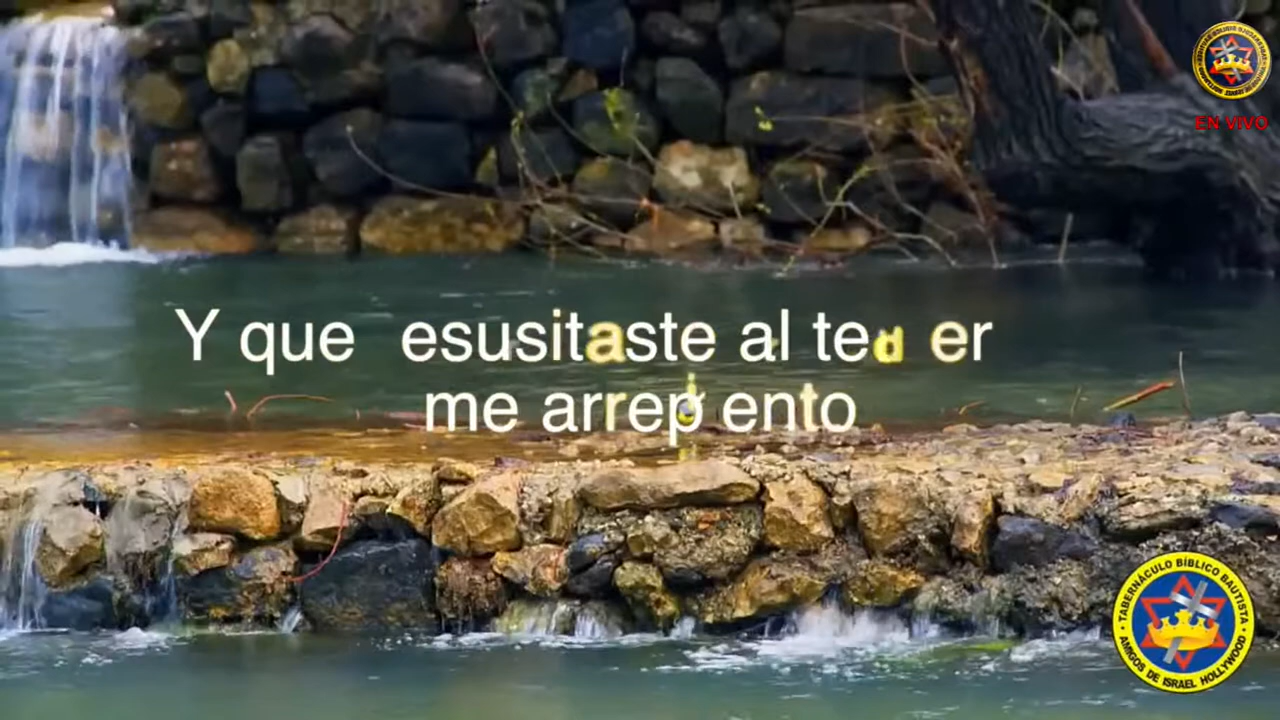 EN VIVO
Y que esusitaste al te er
me arrep ento
TABERNÁCULO BÍBLICO BAUTISTA
AMIGOS DE ISRAEL HOLLYWOOD